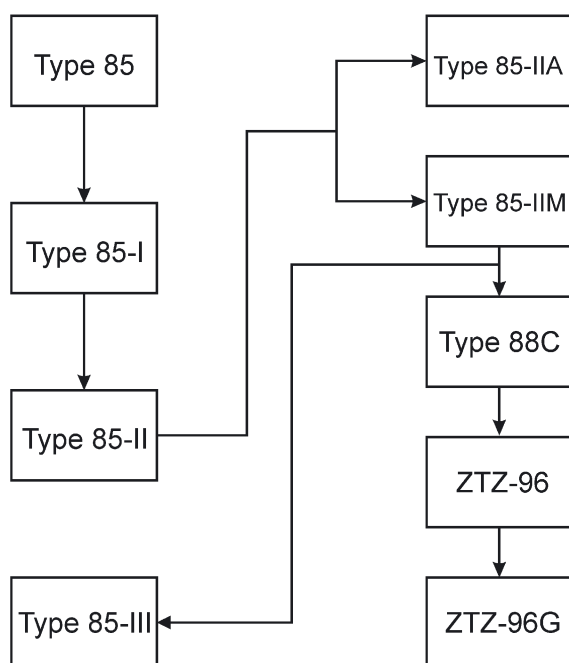 Type 85
Type 85-I
Type 85-II
Type 85-III
Type 85-IIA
Type 85-IIM
Type 88C
ZTZ-96
ZTZ-96G